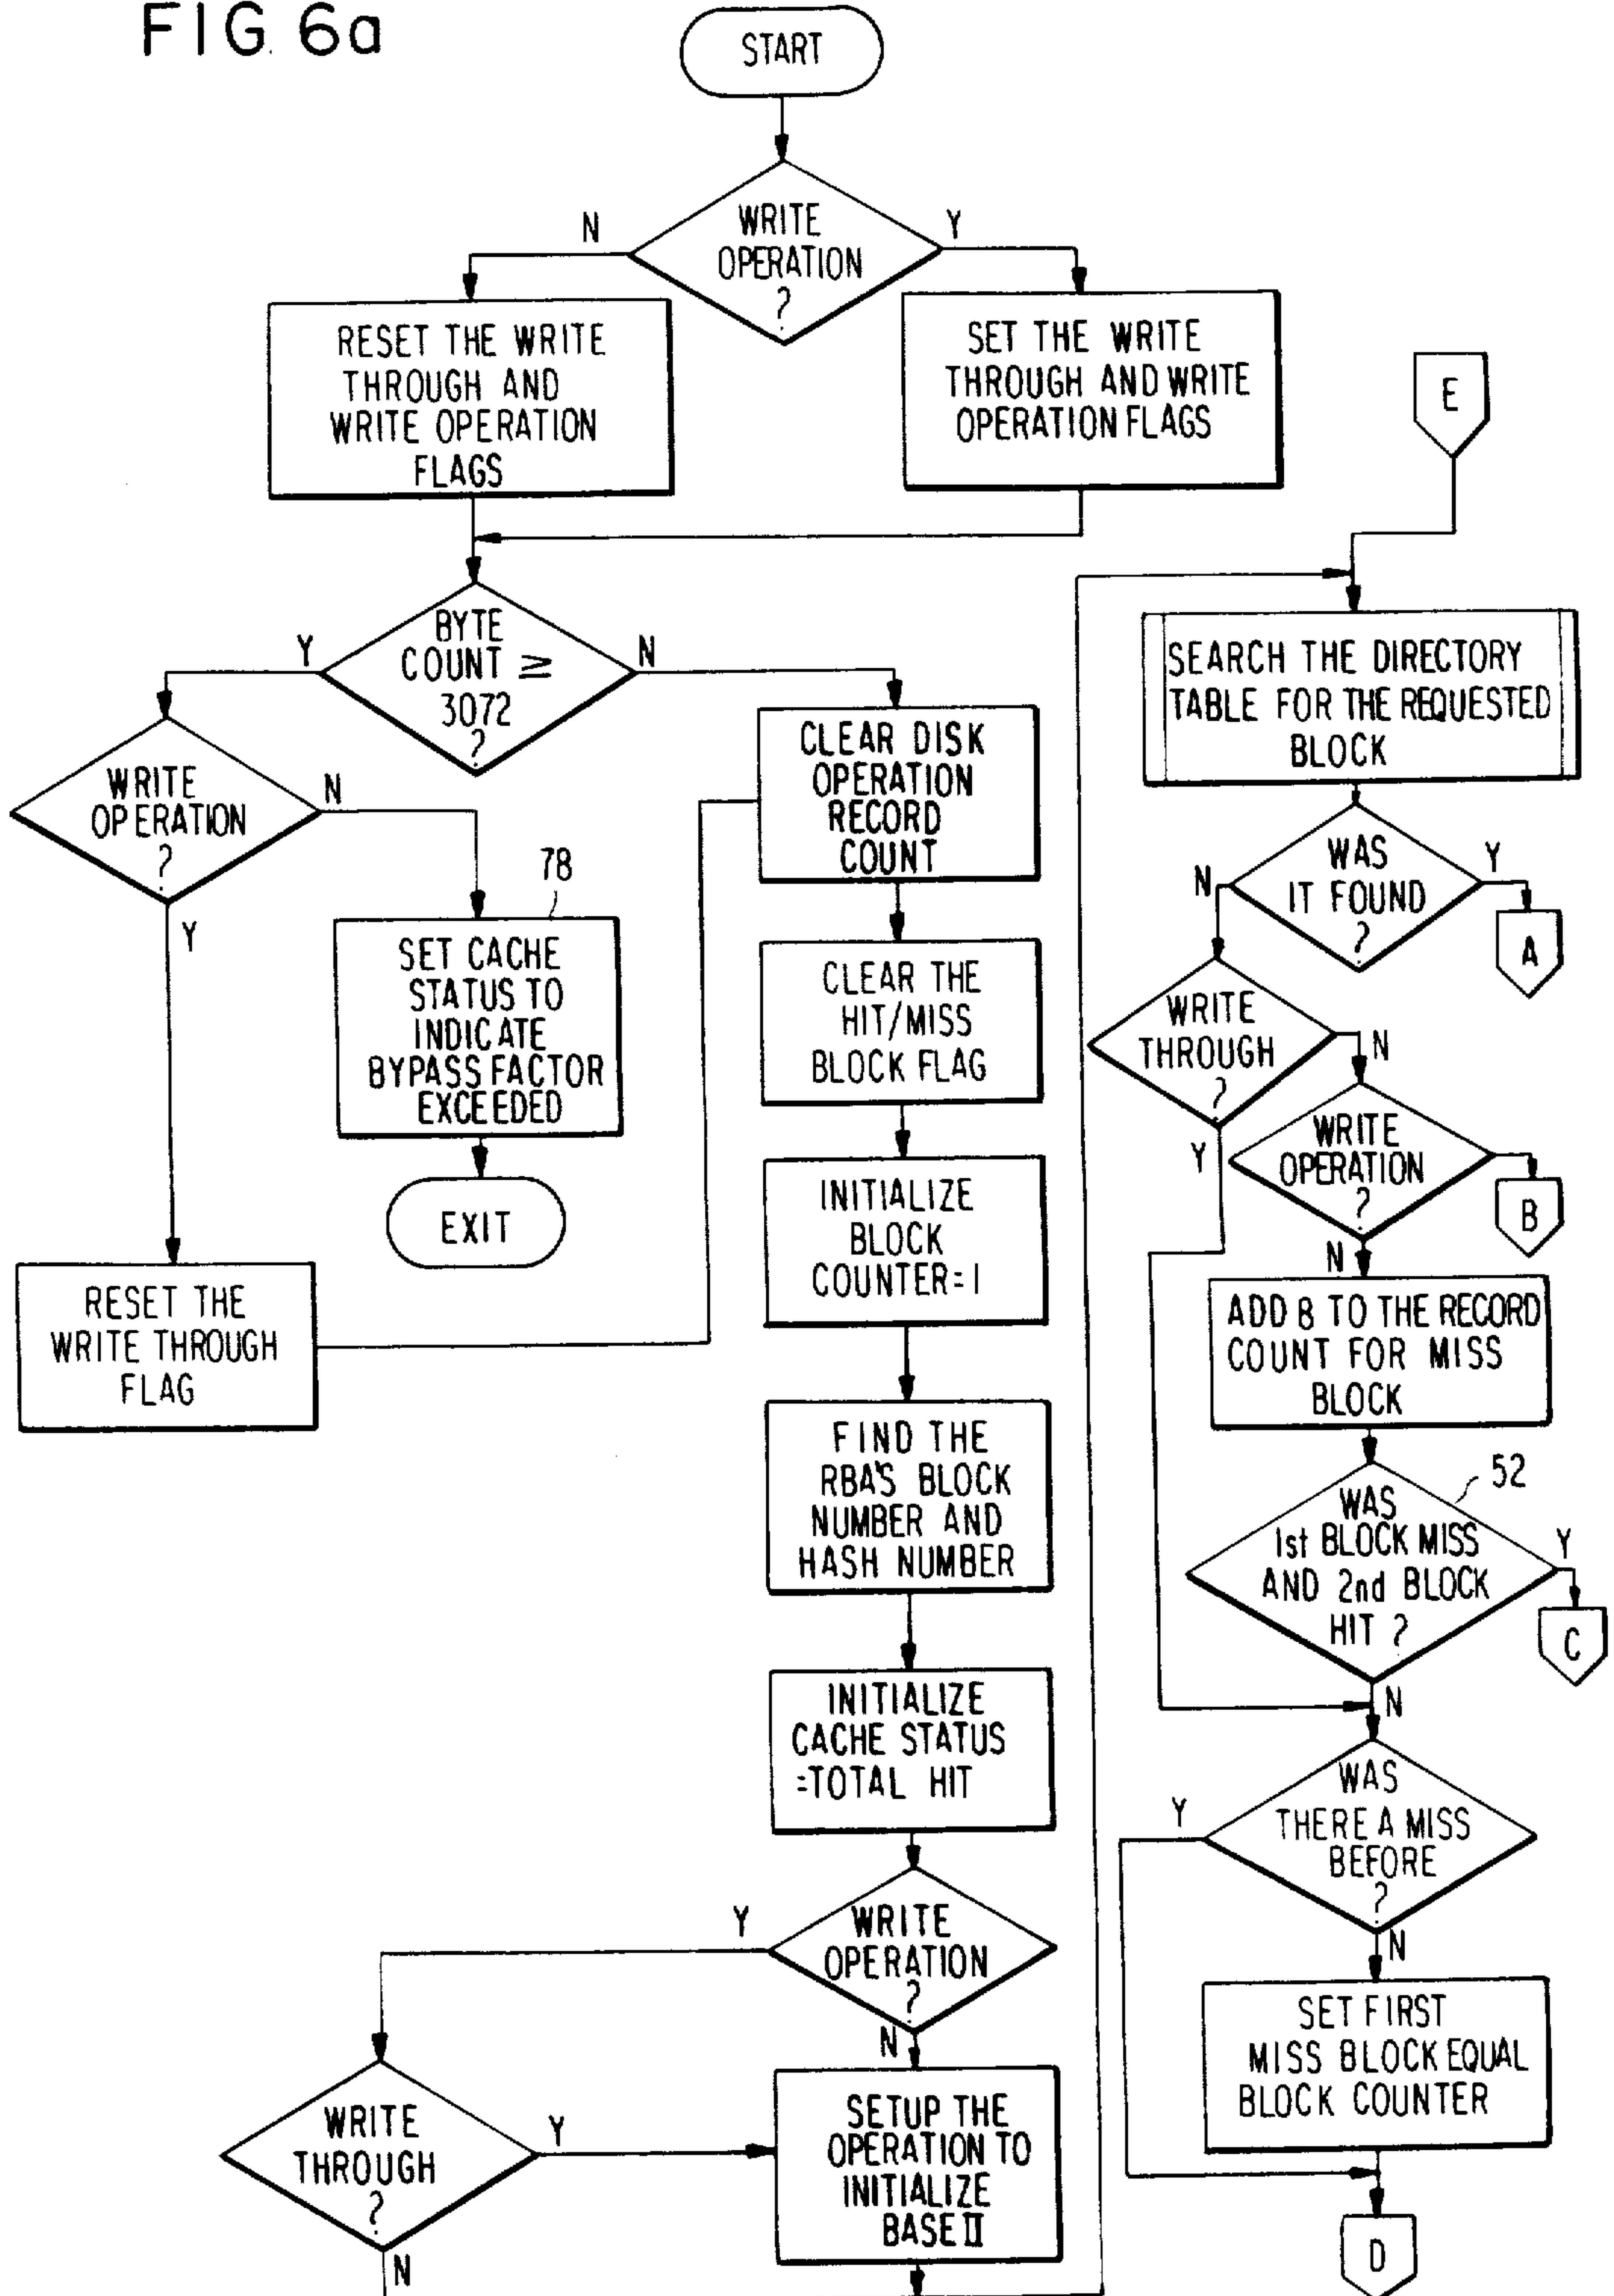 FIG. 6a
START
WRITE
OPERATION
?
N
Y
RESET THE WRITE
THROUGH AND
WRITE OPERATION
FLAGS
SET THE WRITE
THROUGH AND WRITE
OPERATION FLAGS
BYTE
COUNT ≥
3072
?
Y
N
WRITE
OPERATION
?
N
Y
78
SET CACHE
STATUS TO
INDICATE
BYPASS FACTOR
EXCEEDED
EXIT
RESET THE
WRITE THROUGH
FLAG
CLEAR DISK
OPERATION
RECORD
COUNT
CLEAR THE
HIT/MISS
BLOCK FLAG
INITIALIZE
BLOCK
COUNTER=1
FIND THE
RBA'S BLOCK
NUMBER AND
HASH NUMBER
INITIALIZE
CACHE STATUS
=TOTAL HIT
WRITE
OPERATION
?
Y
N
WRITE
THROUGH
?
Y
N
SETUP THE
OPERATION TO
INITIALIZE
BASE II
E
SEARCH THE DIRECTORY
TABLE FOR THE REQUESTED
BLOCK
WAS
IT FOUND
?
N
Y
A
WRITE
THROUGH
?
N
Y
WRITE
OPERATION
?
B
N
ADD 8 TO THE RECORD
COUNT FOR MISS
BLOCK
52
WAS
1st BLOCK MISS
AND 2nd BLOCK
HIT ?
Y
C
N
WAS
THERE A MISS
BEFORE
?
Y
N
SET FIRST
MISS BLOCK EQUAL
BLOCK COUNTER
D